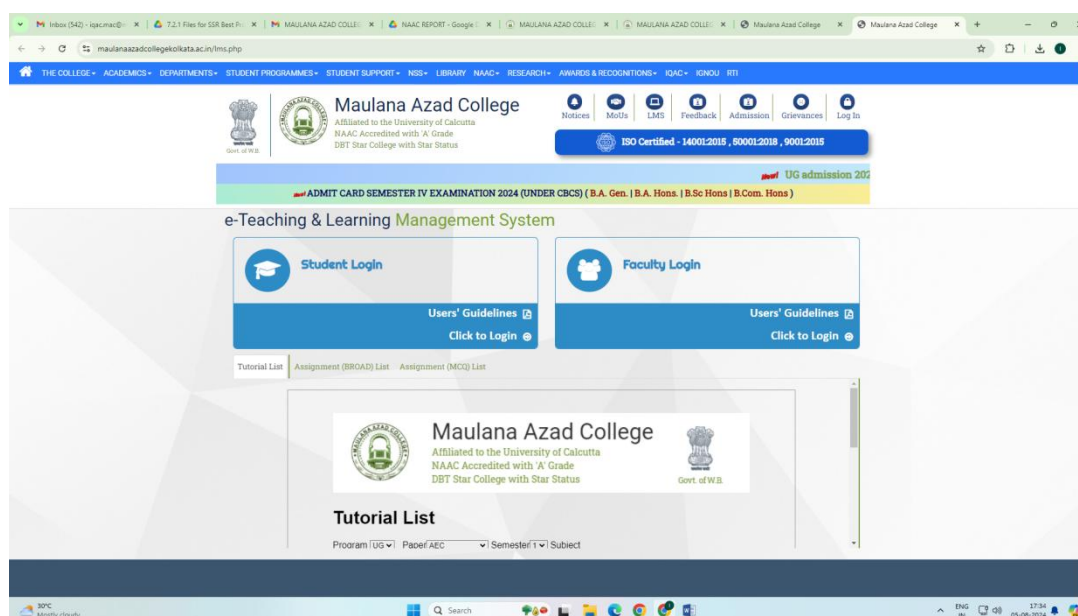 Inbox (542) - iqac.mac@
7.2.1 Files for SSR Best Pr
MAULANA AZAD COLLE
NAAC REPORT - Google D
MAULANA AZAD COLLE
MAULANA AZAD COLLE
Maulana Azad College
Maulana Azad College
maulanaazadcollegekolkata.ac.in/lms.php
THE COLLEGE ACADEMICS DEPARTMENTS STUDENT PROGRAMMES STUDENT SUPPORT NSS LIBRARY NAAC RESEARCH AWARDS & RECOGNITIONS IQAC IGNOU RTI
Govt. of W.B.
Maulana Azad College
Affiliated to the University of Calcutta
NAAC Accredited with 'A' Grade
DBT Star College with Star Status
Notices MoUs LMS Feedback Admission Grievances Log In
ISO Certified - 14001:2015 , 50001:2018 , 9001:2015
UG admission 202
ADMIT CARD SEMESTER IV EXAMINATION 2024 (UNDER CBCS) ( B.A. Gen. | B.A. Hons. | B.Sc Hons | B.Com. Hons )
e-Teaching & Learning Management System
Student Login
Users' Guidelines
Click to Login
Faculty Login
Users' Guidelines
Click to Login
Tutorial List Assignment (BROAD) List Assignment (MCQ) List
Maulana Azad College
Affiliated to the University of Calcutta
NAAC Accredited with 'A' Grade
DBT Star College with Star Status
Govt. of W.B.
Tutorial List
Program UG Paper AEC Semester 1 Subject
30°C
Mostly cloudy
Search
ENG
IN
17:34
05-08-2024